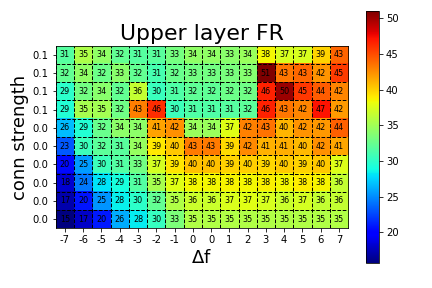 Upper layer FR
0.1 31 35 34 32 31 31 33 34 34 33 34 38 37 37 39 43
0.1 32 34 32 33 32 31 32 33 33 33 33 43 43 42 45
0.1 29 32 34 32 36 30 31 32 32 32 32 46 50 45 44 42
0.1 29 35 35 32 43 46 30 31 31 31 32 46 43 44 47 42
0.0 26 29 32 34 34 41 42 34 34 37 42 43 40 42 42 44
0.0 23 30 32 31 34 39 40 43 43 39 42 41 41 40 42 41
0.0 20 25 30 31 33 37 39 40 40 39 40 39 40 39 40 37
0.0 24 28 29 31 35 37 38 38 38 38 38 38 38 38 36
0.0 17 20 25 28 30 32 35 36 36 37 37 37 36 37 36 36
0.0 17 20 26 28 30 33 35 35 35 35 35 35 35 35 35
-7 -6 -5 -4 -3 -2 -1 0 0 1 2 3 4 5 6 7
Δf
conn strength
50
45
40
35
30
25
20